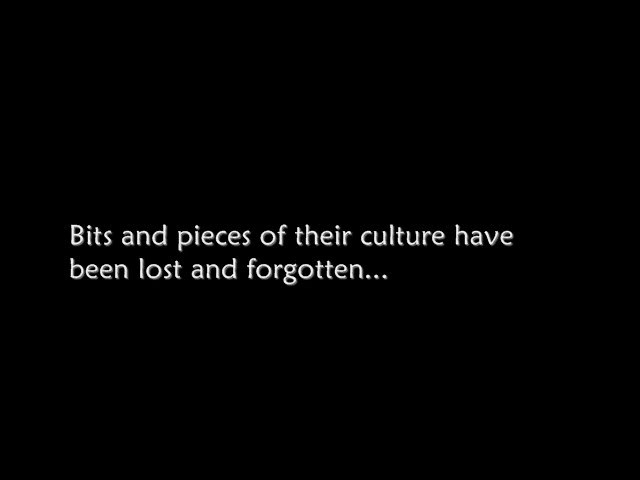 Bits and pieces of their culture have
been lost and forgotten...